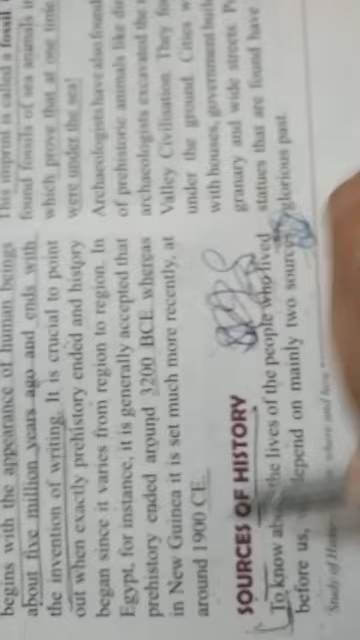 begins with the appearance of human beings
about five million years ago and ends with
the invention of writing. It is crucial to point
out when exactly prehistory ended and history
began since it varies from region to region. In
Egypt, for instance, it is generally accepted that
prehistory ended around 3200 BCE whereas
in New Guinea it is set much more recently, at
around 1900 CE.
SOURCES OF HISTORY
To know about the lives of the people who lived
before us, depend on mainly two sources
This imprint is called a fossil
found fossils of sea animals
which prove that at one time
were under the sea!
Archaeologists have also found
of prehistoric animals like
archaeologists excavated the
Valley Civilisation. They
under the ground. Cities
with houses, government
granary and wide streets.
statues that are found have
glorious past.